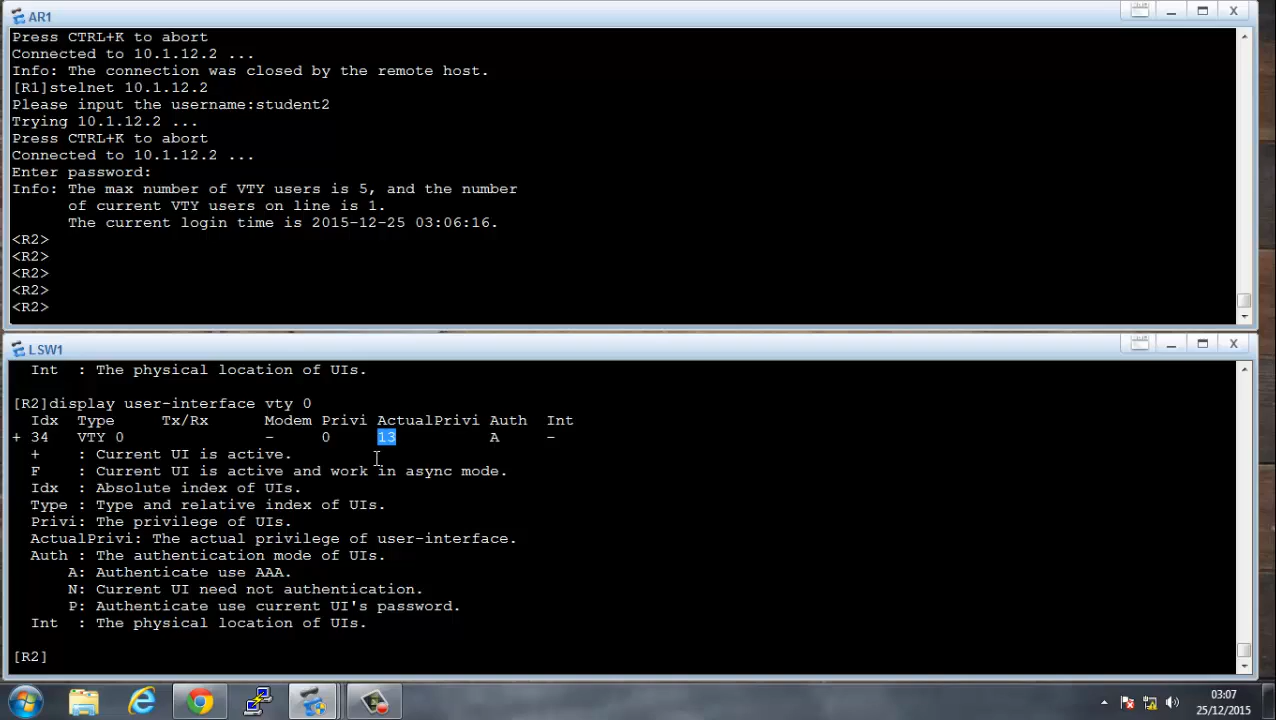 AR1
Press CTRL+K to abort
Connected to 10.1.12.2 ...
Info: The connection was closed by the remote host.
[R1]stelnet 10.1.12.2
Please input the username:student2
Trying 10.1.12.2 ...
Press CTRL+K to abort
Connected to 10.1.12.2 ...
Enter password:
Info: The max number of VTY users is 5, and the number
of current VTY users on line is 1.
The current login time is 2015-12-25 03:06:16.
<R2>
<R2>
<R2>
<R2>
<R2>
LSW1
Int : The physical location of UIs.
[R2]display user-interface vty 0
Idx Type Tx/Rx Modem Privi ActualPrivi Auth Int
+ 34 VTY 0 - 0 13 A -
+ : Current UI is active.
F : Current UI is active and work in async mode.
Idx : Absolute index of UIs.
Type : Type and relative index of UIs.
Privi: The privilege of UIs.
ActualPrivi: The actual privilege of user-interface.
Auth : The authentication mode of UIs.
A: Authenticate use AAA.
N: Current UI need not authentication.
P: Authenticate use current UI's password.
Int : The physical location of UIs.
[R2]
03:07
25/12/2015